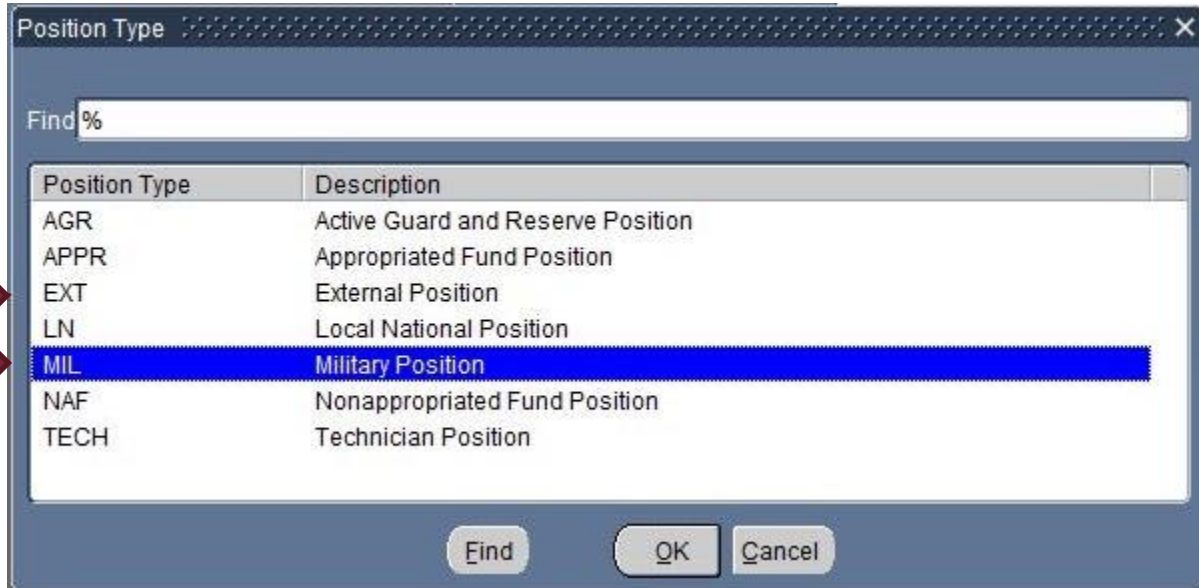 Position Type
Find %
Position Type Description
AGR Active Guard and Reserve Position
APPR Appropriated Fund Position
EXT External Position
LN Local National Position
MIL Military Position
NAF Nonappropriated Fund Position
TECH Technician Position
Find OK Cancel